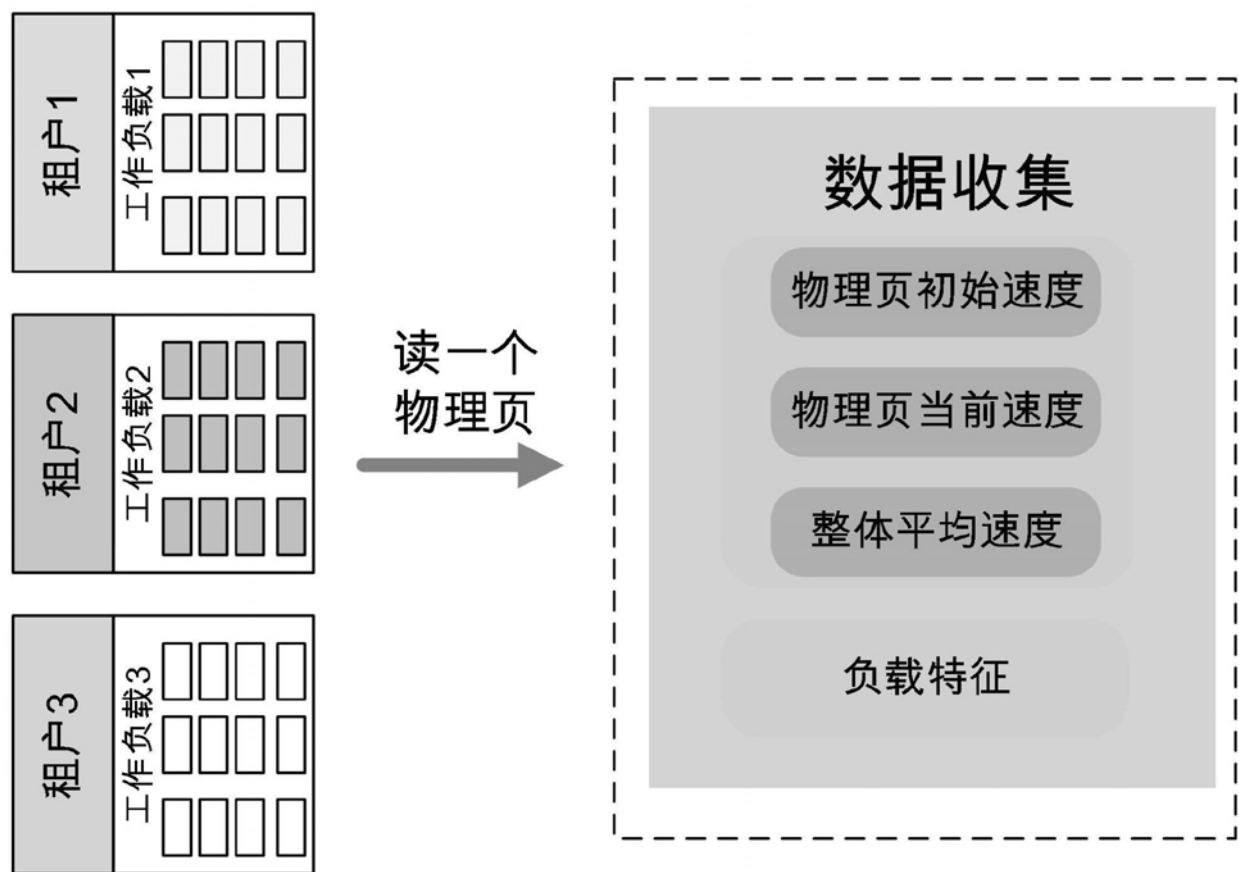 租户1
工作负载1
租户2
工作负载2
租户3
工作负载3
读一个
物理页
数据收集
物理页初始速度
物理页当前速度
整体平均速度
负载特征